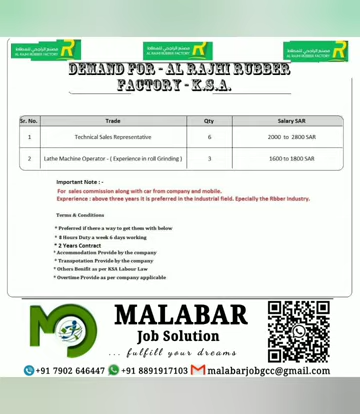 AL RAJHI RUBBER FACTORY
AL RAJHI RUBBER FACTORY
AL RAJHI RUBBER FACTORY
DEMAND FOR - AL RAJHI RUBBER
FACTORY - K.S.A.
Sr. No. Trade Qty Salary SAR
1 Technical Sales Representative 6 2000 to 2800 SAR
2 Lathe Machine Operator - ( Experience in roll Grinding ) 3 1600 to 1800 SAR
Important Note : -
For sales commission along with car from company and mobile.
Exprerience : above three years it is preferred in the industrial field. Epecially the Rbber Industry.
Terms & Conditions
* Preferred if there a way to get them with below
* 8 Hours Duty a week 6 days working
* 2 Years Contract
* Accommodation Provide by the company
* Transpotation Provide by the company
* Others Benifit as per KSA Labour Law
* Overtime Provide as per company applicable
MALABAR
Job Solution
... fulfill your dreams
+91 7902 646447 +91 8891917103 malabarjobgcc@gmail.com